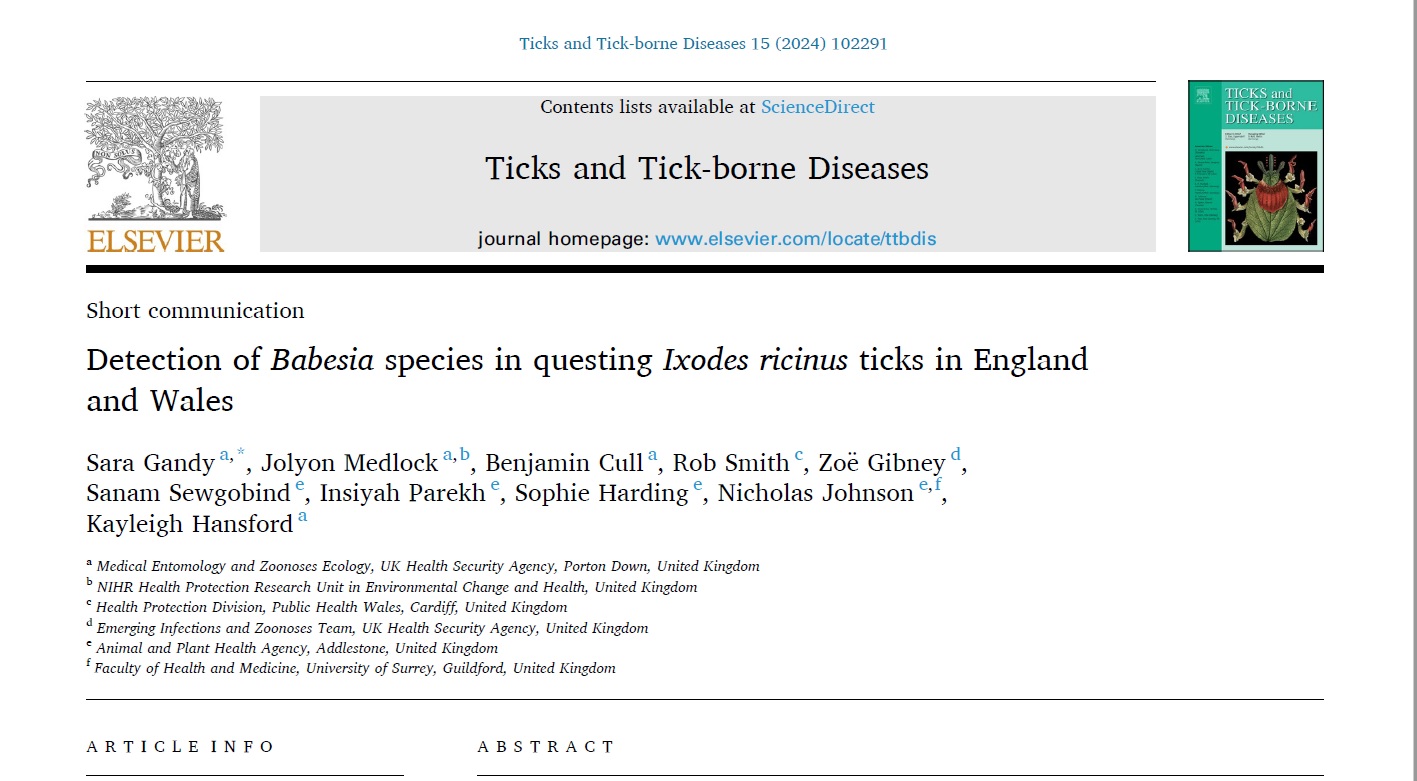 Ticks and Tick-borne Diseases 15 (2024) 102291
Contents lists available at ScienceDirect
Ticks and Tick-borne Diseases
journal homepage: www.elsevier.com/locate/ttbdis
ELSEVIER
TICKS and
TICK-BORNE
DISEASES
Short communication
Detection of Babesia species in questing Ixodes ricinus ticks in England
and Wales
Sara Gandy a,*, Jolyon Medlock a,b, Benjamin Cull a, Rob Smith c, Zoë Gibney d,
Sanam Sewgobind e, Insiyah Parekh e, Sophie Harding e, Nicholas Johnson e,f,
Kayleigh Hansford a
a Medical Entomology and Zoonoses Ecology, UK Health Security Agency, Porton Down, United Kingdom
b NIHR Health Protection Research Unit in Environmental Change and Health, United Kingdom
c Health Protection Division, Public Health Wales, Cardiff, United Kingdom
d Emerging Infections and Zoonoses Team, UK Health Security Agency, United Kingdom
e Animal and Plant Health Agency, Addlestone, United Kingdom
f Faculty of Health and Medicine, University of Surrey, Guildford, United Kingdom
ARTICLE INFO
ABSTRACT